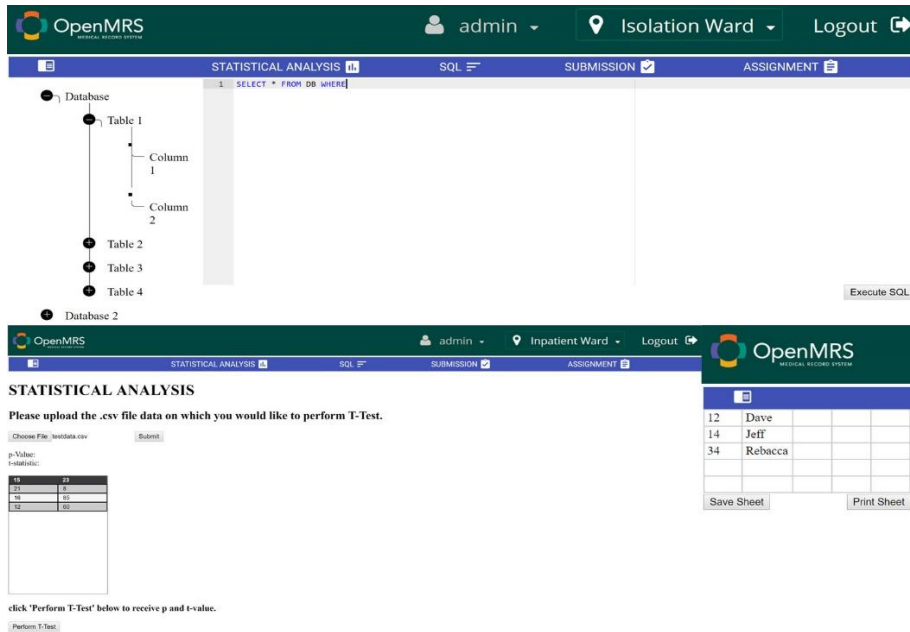 OpenMRS
MEDICAL RECORD SYSTEM
admin
Isolation Ward
Logout
STATISTICAL ANALYSIS
SQL
SUBMISSION
ASSIGNMENT
Database
Table 1
Column
1
Column
2
Table 2
Table 3
Table 4
Database 2
1 SELECT * FROM DB WHERE
Execute SQL
OpenMRS
MEDICAL RECORD SYSTEM
admin
Inpatient Ward
Logout
STATISTICAL ANALYSIS
SQL
SUBMISSION
ASSIGNMENT
STATISTICAL ANALYSIS
Please upload the .csv file data on which you would like to perform T-Test.
Choose File testdata.csv Submit
p-Value:
t-statistic:
15 23
21 8
16 85
12 60
click 'Perform T-Test' below to receive p and t-value.
Perform T-Test
OpenMRS
MEDICAL RECORD SYSTEM
12 Dave
14 Jeff
34 Rebacca
Save Sheet Print Sheet